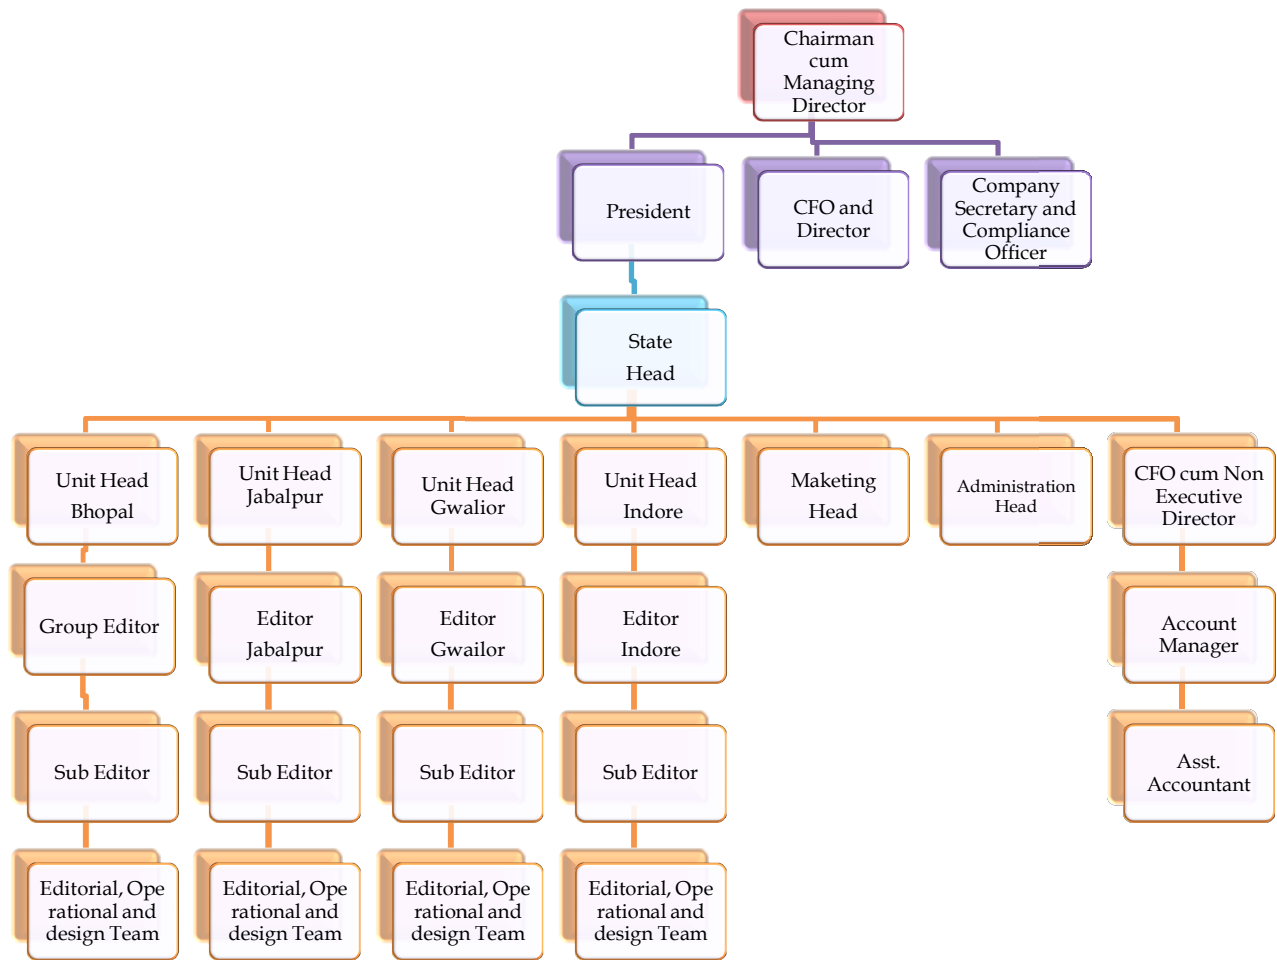 Chairman
cum
Managing
Director
President
CFO and
Director
Company
Secretary and
Compliance
Officer
State
Head
Unit Head
Bhopal
Unit Head
Jabalpur
Unit Head
Gwalior
Unit Head
Indore
Maketing
Head
Administration
Head
CFO cum Non
Executive
Director
Group Editor
Editor
Jabalpur
Editor
Gwailor
Editor
Indore
Account
Manager
Sub Editor
Sub Editor
Sub Editor
Sub Editor
Asst.
Accountant
Editorial, Ope
rational and
design Team
Editorial, Ope
rational and
design Team
Editorial, Ope
rational and
design Team
Editorial, Ope
rational and
design Team